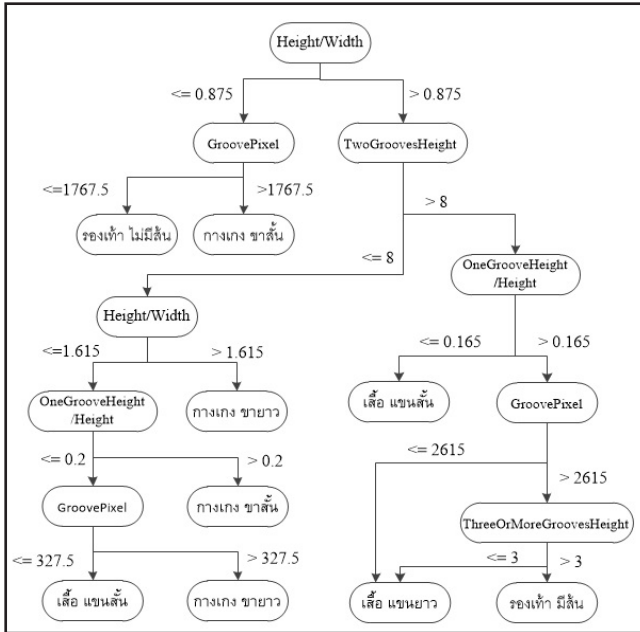 Height/Width
<= 0.875
> 0.875
GroovePixel
TwoGroovesHeight
<=1767.5
>1767.5
> 8
รองเท้า ไม่มีส้น
กางเกง ขาสั้น
<= 8
OneGrooveHeight
/Height
Height/Width
<=1.615
> 1.615
<= 0.165
> 0.165
OneGrooveHeight
/Height
กางเกง ขายาว
เสื้อ แขนสั้น
GroovePixel
<= 0.2
> 0.2
<= 2615
> 2615
GroovePixel
กางเกง ขาสั้น
ThreeOrMoreGroovesHeight
<= 327.5
> 327.5
<= 3
> 3
เสื้อ แขนสั้น
กางเกง ขายาว
เสื้อ แขนยาว
รองเท้า มีส้น